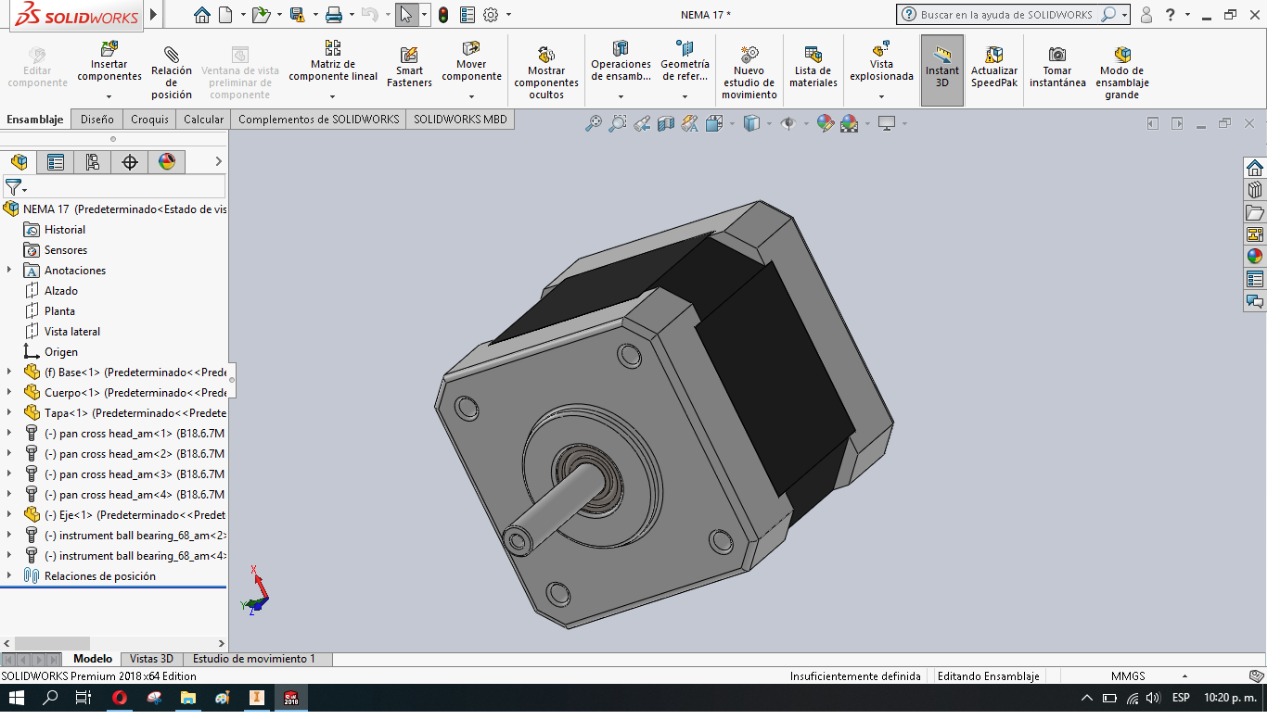 SOLIDWORKS
NEMA 17 *
Buscar en la ayuda de SOLIDWORKS
?
Editar componente
Insertar componentes
Relación de posición
Ventana de vista preliminar de componente
Matriz de componente lineal
Smart Fasteners
Mover componente
Mostrar componentes ocultos
Operaciones de ensamb...
Geometría de refer...
Nuevo estudio de movimiento
Lista de materiales
Vista explosionada
Instant 3D
Actualizar SpeedPak
Tomar instantánea
Modo de ensamblaje grande
Ensamblaje
Diseño
Croquis
Calcular
Complementos de SOLIDWORKS
SOLIDWORKS MBD
NEMA 17 (Predeterminado<Estado de vis
Historial
Sensores
Anotaciones
Alzado
Planta
Vista lateral
Origen
(f) Base<1> (Predeterminado<<Prede
Cuerpo<1> (Predeterminado<<Prede
Tapa<1> (Predeterminado<<Predete
(-) pan cross head_am<1> (B18.6.7M
(-) pan cross head_am<2> (B18.6.7M
(-) pan cross head_am<3> (B18.6.7M
(-) pan cross head_am<4> (B18.6.7M
(-) Eje<1> (Predeterminado<<Predet
(-) instrument ball bearing_68_am<2>
(-) instrument ball bearing_68_am<4>
Relaciones de posición
X
Y
Z
Modelo
Vistas 3D
Estudio de movimiento 1
SOLIDWORKS Premium 2018 x64 Edition
Insuficientemente definida
Editando Ensamblaje
MMGS
ESP
10:20 p. m.